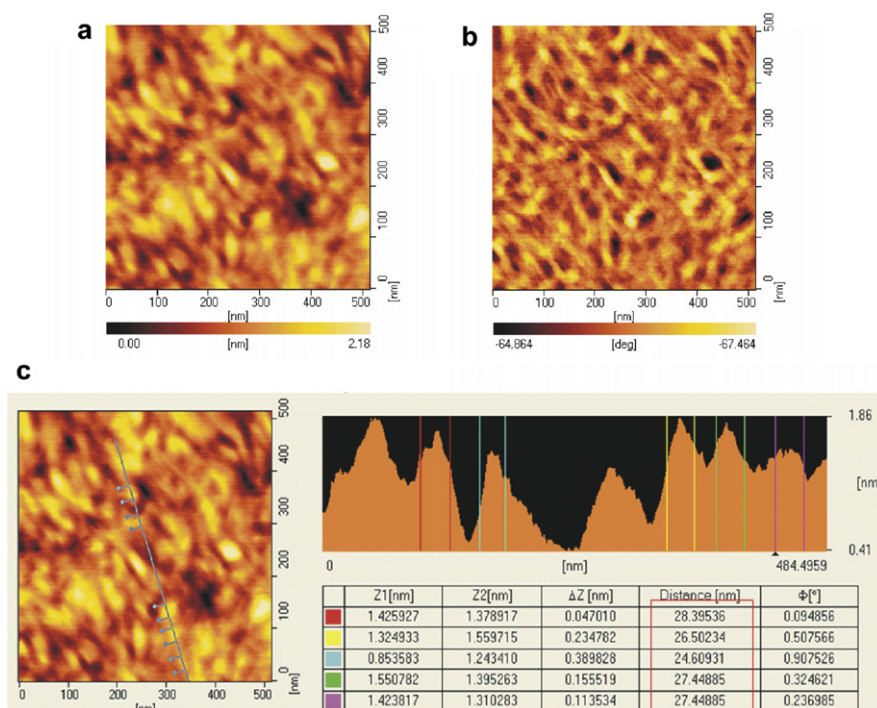 a
500
400
300
200
100
0
[nm]
0 100 200 300 400 500
[nm]
0.00 [nm] 2.18
b
500
400
300
200
100
0
[nm]
0 100 200 300 400 500
[nm]
-64.864 [deg] -67.464
c
500
400
300
200
100
0
[nm]
0 100 200 300 400 500
[nm]
1.86
[nm
0.41
0 [nm] 484.4959
Z1[nm] Z2[nm] ΔZ [nm] Distance [nm] Φ[°]
1.425927 1.378917 0.047010 28.39536 0.094856
1.324933 1.559715 0.234782 26.50234 0.507566
0.853583 1.243410 0.389828 24.60931 0.907526
1.550782 1.395263 0.155519 27.44885 0.324621
1.423817 1.310283 0.113534 27.44885 0.236985